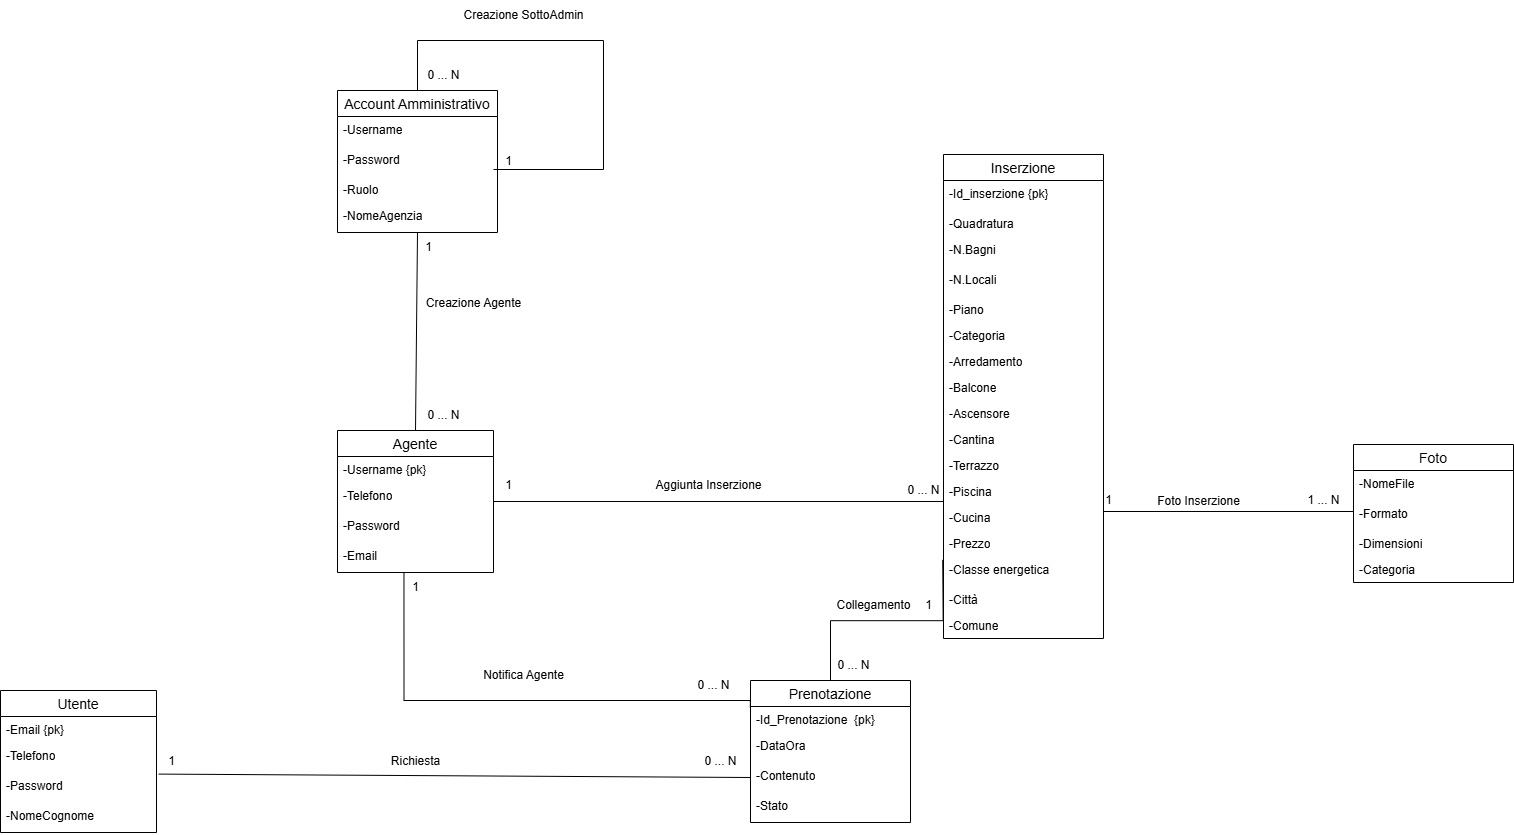 Creazione SottoAdmin
0 ... N
Account Amministrativo
-Username
-Password
-Ruolo
-NomeAgenzia
1
1
Creazione Agente
0 ... N
Agente
-Username {pk}
-Telefono
-Password
-Email
1
Aggiunta Inserzione
0 ... N
Inserzione
-Id_inserzione {pk}
-Quadratura
-N.Bagni
-N.Locali
-Piano
-Categoria
-Arredamento
-Balcone
-Ascensore
-Cantina
-Terrazzo
-Piscina
-Cucina
-Prezzo
-Classe energetica
-Città
-Comune
1
Foto Inserzione
1 ... N
Foto
-NomeFile
-Formato
-Dimensioni
-Categoria
1
Notifica Agente
0 ... N
Collegamento
1
0 ... N
Prenotazione
-Id_Prenotazione {pk}
-DataOra
-Contenuto
-Stato
Utente
-Email {pk}
-Telefono
-Password
-NomeCognome
1
Richiesta
0 ... N